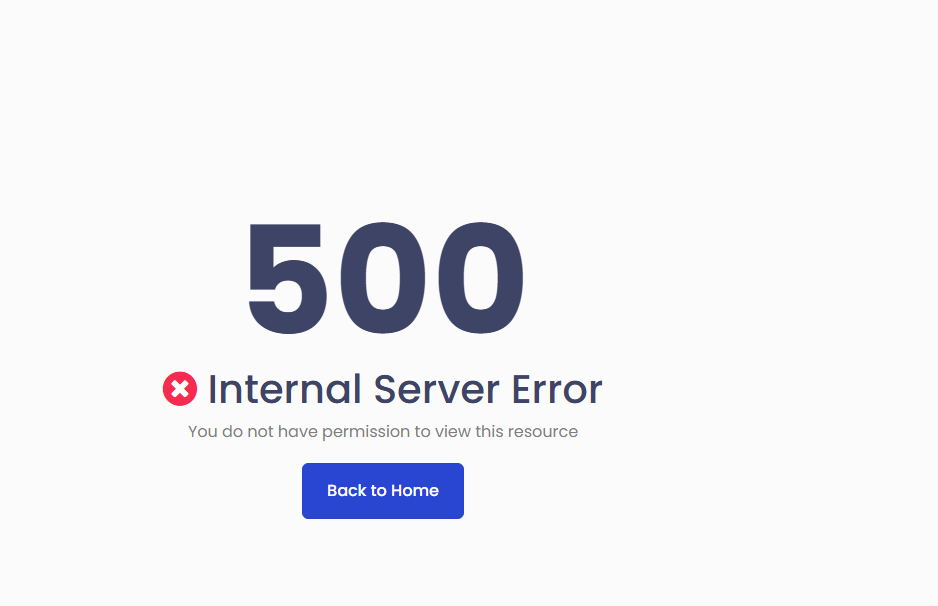 500
Internal Server Error
You do not have permission to view this resource
Back to Home